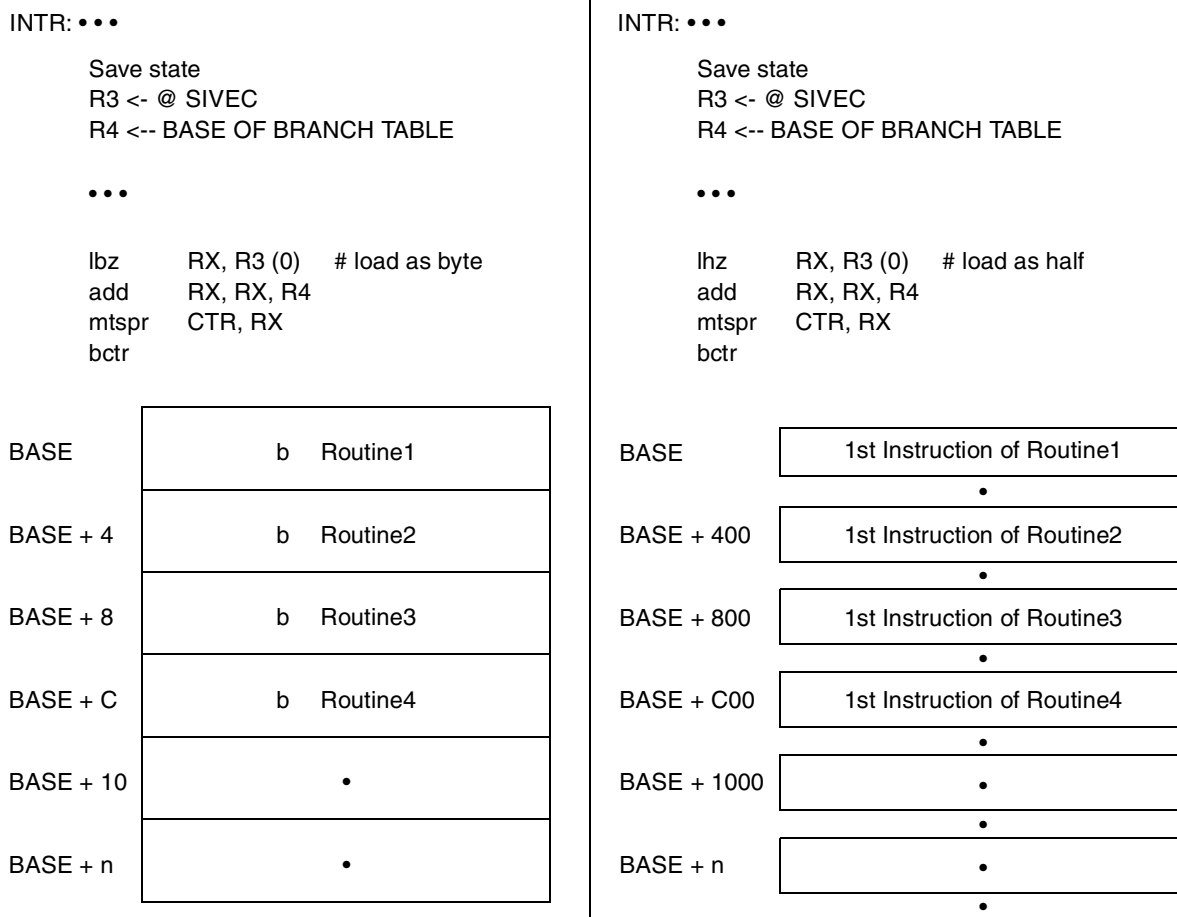 INTR: •••
Save state
R3 <- @ SIVEC
R4 <-- BASE OF BRANCH TABLE
•••
lbz RX, R3 (0) # load as byte
add RX, RX, R4
mtspr CTR, RX
bctr
BASE b Routine1
BASE + 4 b Routine2
BASE + 8 b Routine3
BASE + C b Routine4
BASE + 10 •
BASE + n •
INTR: •••
Save state
R3 <- @ SIVEC
R4 <-- BASE OF BRANCH TABLE
•••
lhz RX, R3 (0) # load as half
add RX, RX, R4
mtspr CTR, RX
bctr
BASE 1st Instruction of Routine1
•
BASE + 400 1st Instruction of Routine2
•
BASE + 800 1st Instruction of Routine3
•
BASE + C00 1st Instruction of Routine4
•
BASE + 1000 •
•
BASE + n •
•